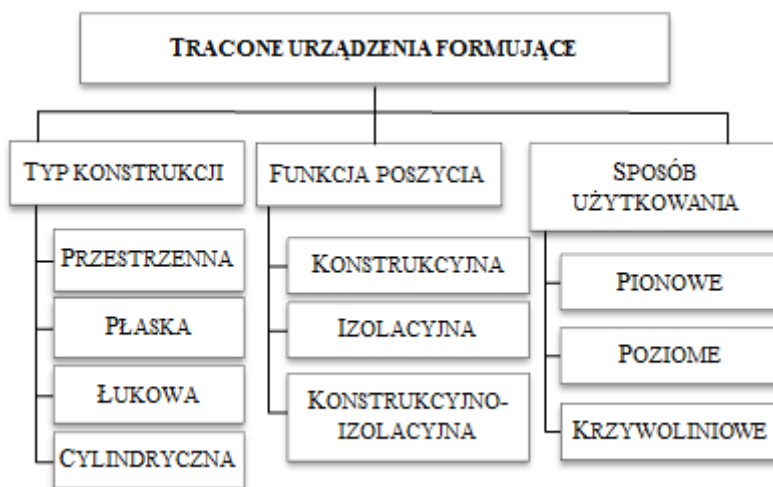 TRACONE URZĄDZENIA FORMUJĄCE
TYP KONSTRUKCJI
PRZESTRZENNA
PŁASKA
ŁUKOWA
CYLINDRYCZNA
FUNKCJA POSZYCIA
KONSTRUKCYJNA
IZOLACYJNA
KONSTRUKCYJNO-
IZOLACYJNA
SPOSÓB
UŻYTKOWANIA
PIONOWE
POZIOME
KRZYWOLINIOWE